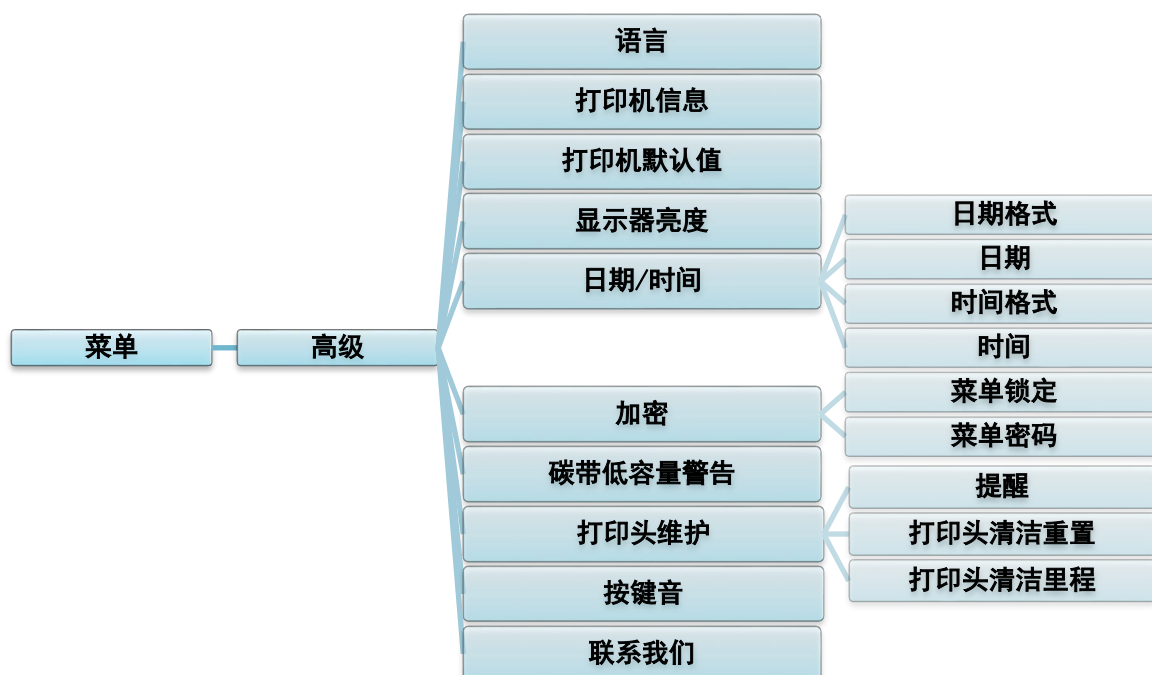 菜单
高级
语言
打印机信息
打印机默认值
显示器亮度
日期/时间
日期格式
日期
时间格式
时间
加密
菜单锁定
菜单密码
碳带低容量警告
打印头维护
提醒
打印头清洁重置
打印头清洁里程
按键音
联系我们